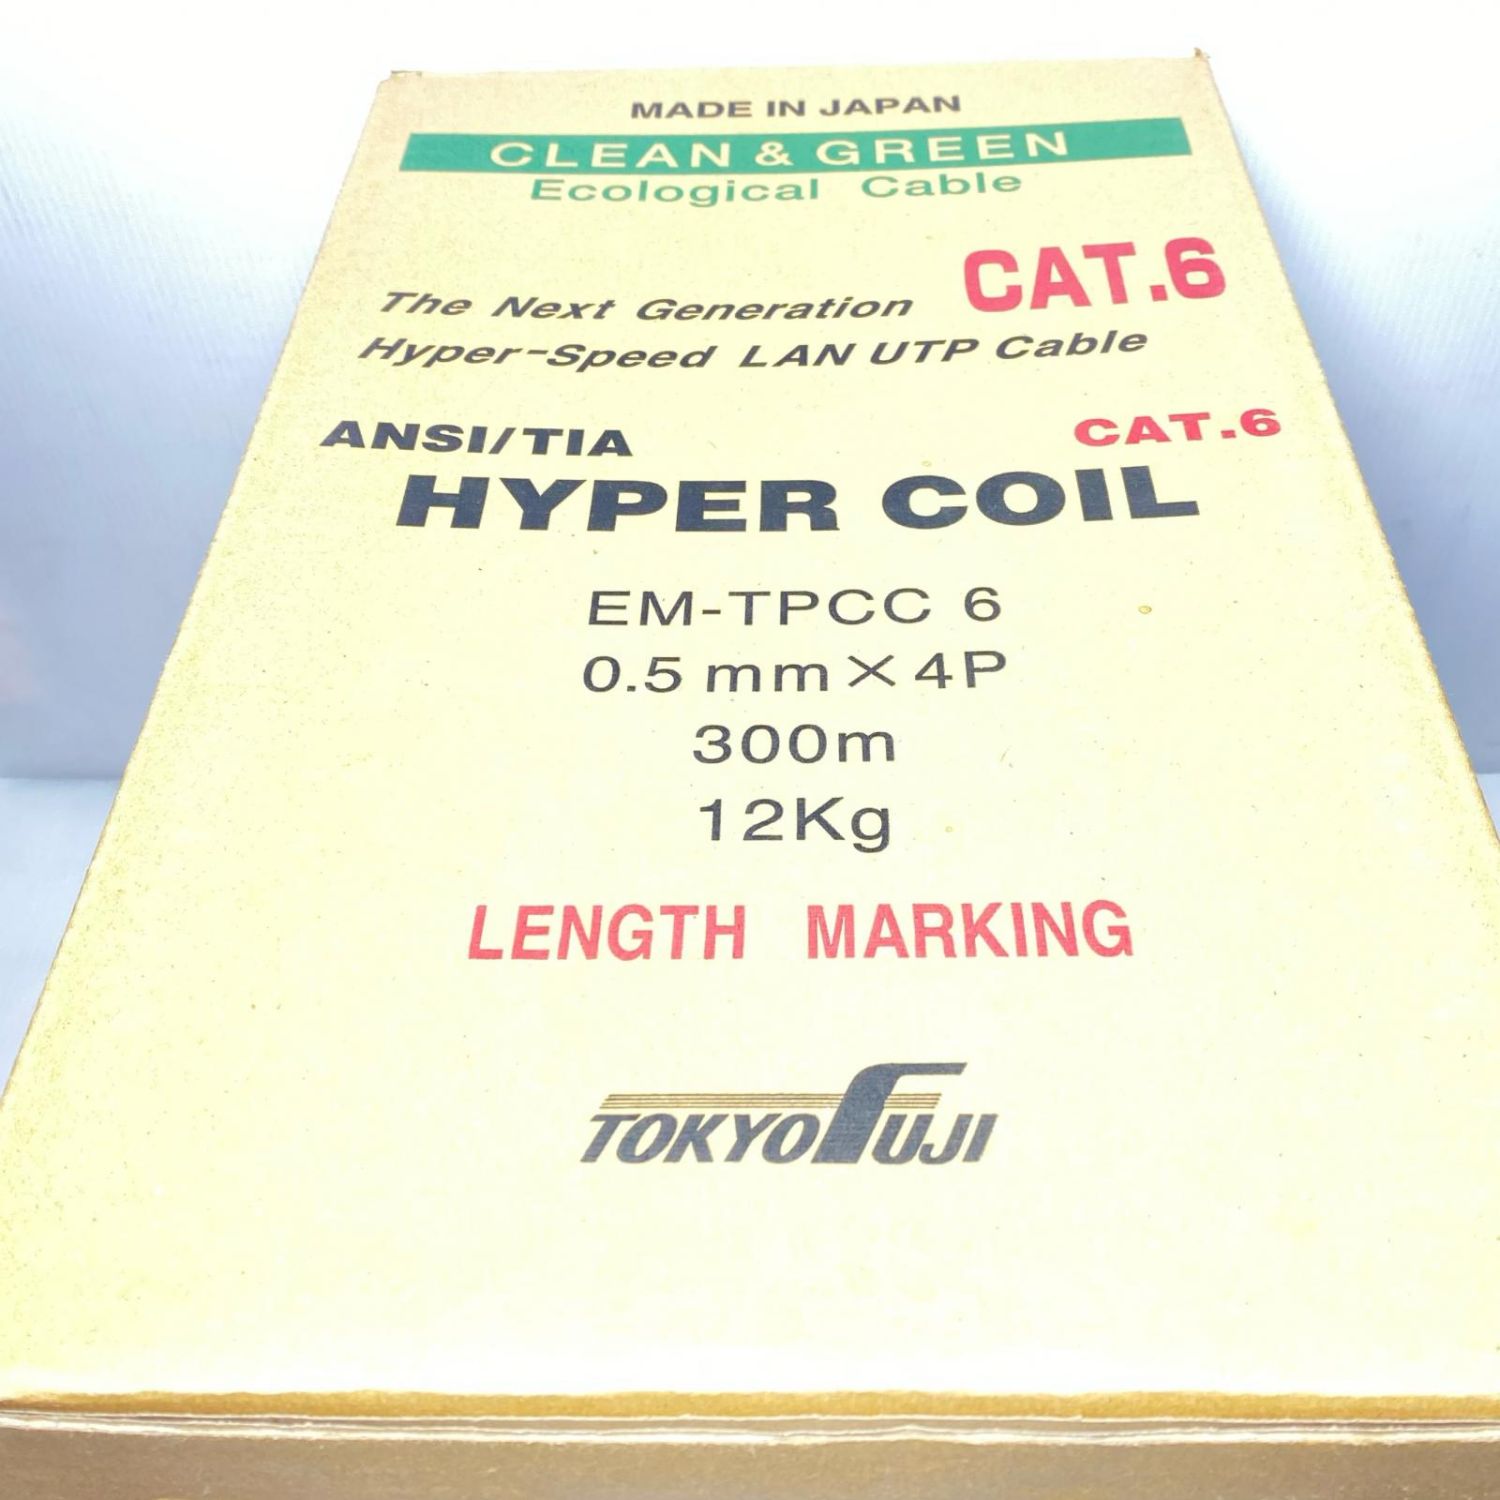 MADE IN JAPAN
CLEAN & GREEN
Ecological Cable
The Next Generation CAT.6
Hyper-Speed LAN UTP Cable
ANSI/TIA CAT.6
HYPER COIL
EM-TPCC 6
0.5 mm×4P
300m
12Kg
LENGTH MARKING
TOKYO FUJI